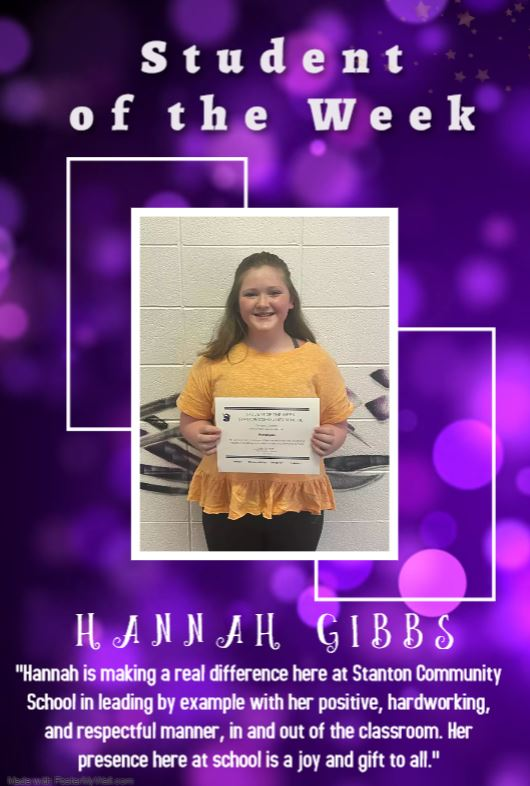 Student
of the Week
HANNAH GIBBS
"Hannah is making a real difference here at Stanton Community
School in leading by example with her positive, hardworking,
and respectful manner, in and out of the classroom. Her
presence here at school is a joy and gift to all."
Made with PosterMyWall.com